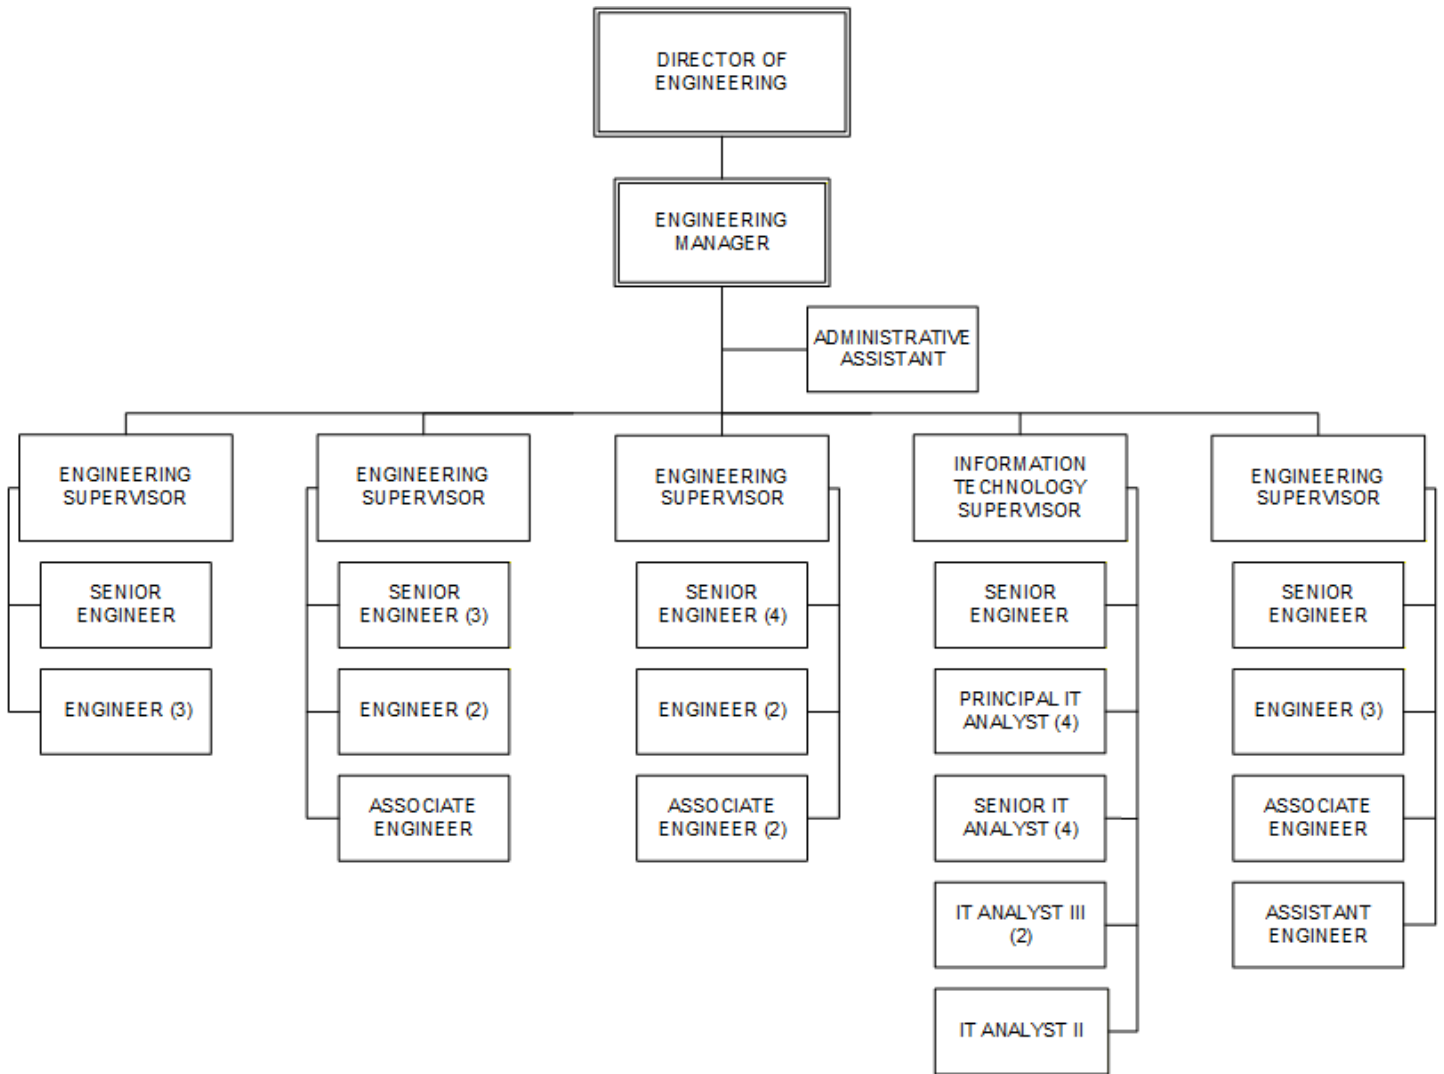 DIRECTOR OF
ENGINEERING
ENGINEERING
MANAGER
ADMINISTRATIVE
ASSISTANT
ENGINEERING
SUPERVISOR
SENIOR
ENGINEER
ENGINEER (3)
ENGINEERING
SUPERVISOR
SENIOR
ENGINEER (3)
ENGINEER (2)
ASSOCIATE
ENGINEER
ENGINEERING
SUPERVISOR
SENIOR
ENGINEER (4)
ENGINEER (2)
ASSOCIATE
ENGINEER (2)
INFORMATION
TECHNOLOGY
SUPERVISOR
SENIOR
ENGINEER
PRINCIPAL IT
ANALYST (4)
SENIOR IT
ANALYST (4)
IT ANALYST III
(2)
IT ANALYST II
ENGINEERING
SUPERVISOR
SENIOR
ENGINEER
ENGINEER (3)
ASSOCIATE
ENGINEER
ASSISTANT
ENGINEER